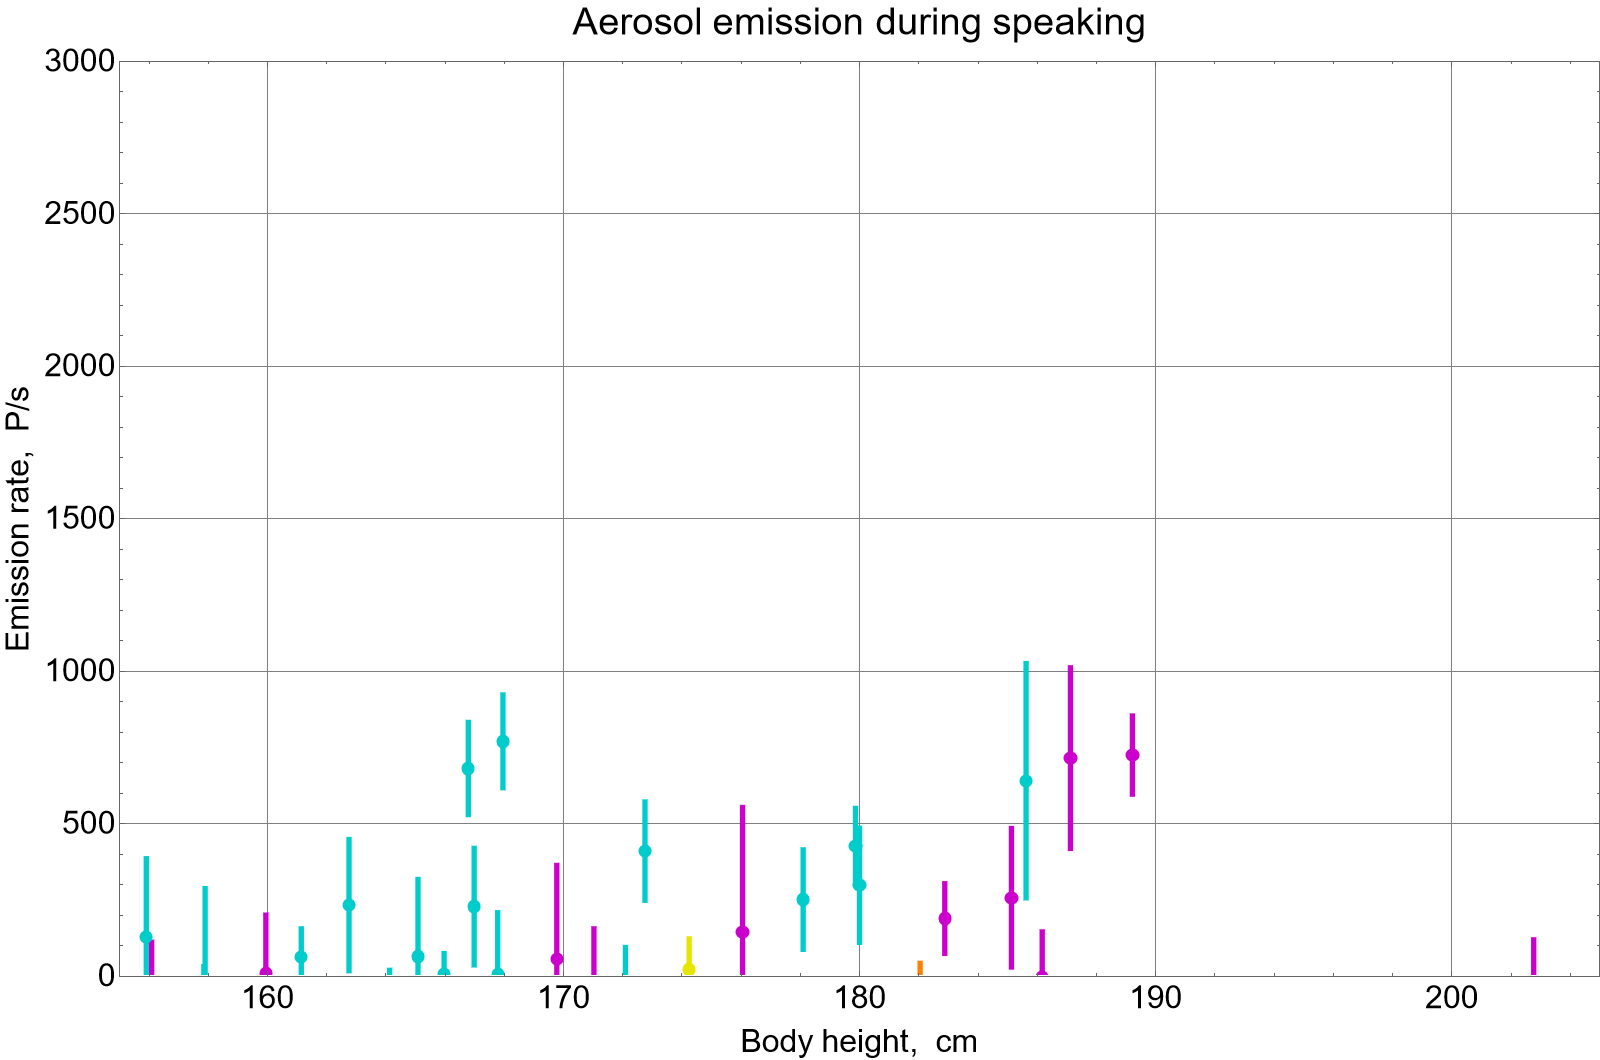 Aerosol emission during speaking
3000
2500
2000
1500
1000
500
0
Emission rate, P/s
160 170 180 190 200
Body height, cm